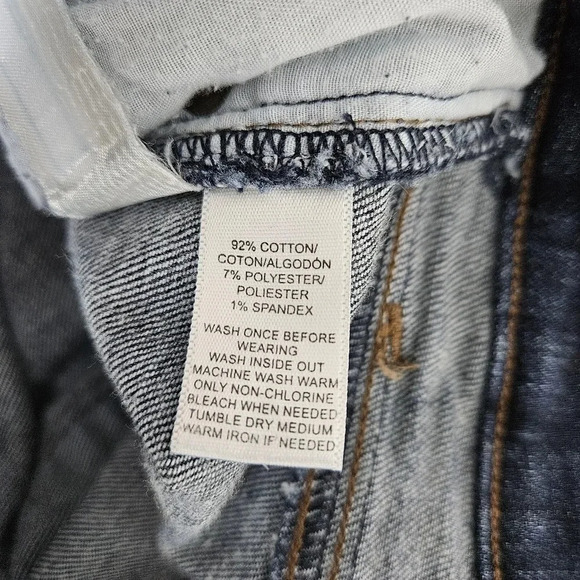 92% COTTON/
COTON/ALGODÓN
7% POLYESTER/
POLIESTER
1% SPANDEX
WASH ONCE BEFORE
WEARING
WASH INSIDE OUT
MACHINE WASH WARM
ONLY NON-CHLORINE
BLEACH WHEN NEEDED
TUMBLE DRY MEDIUM
WARM IRON IF NEEDED